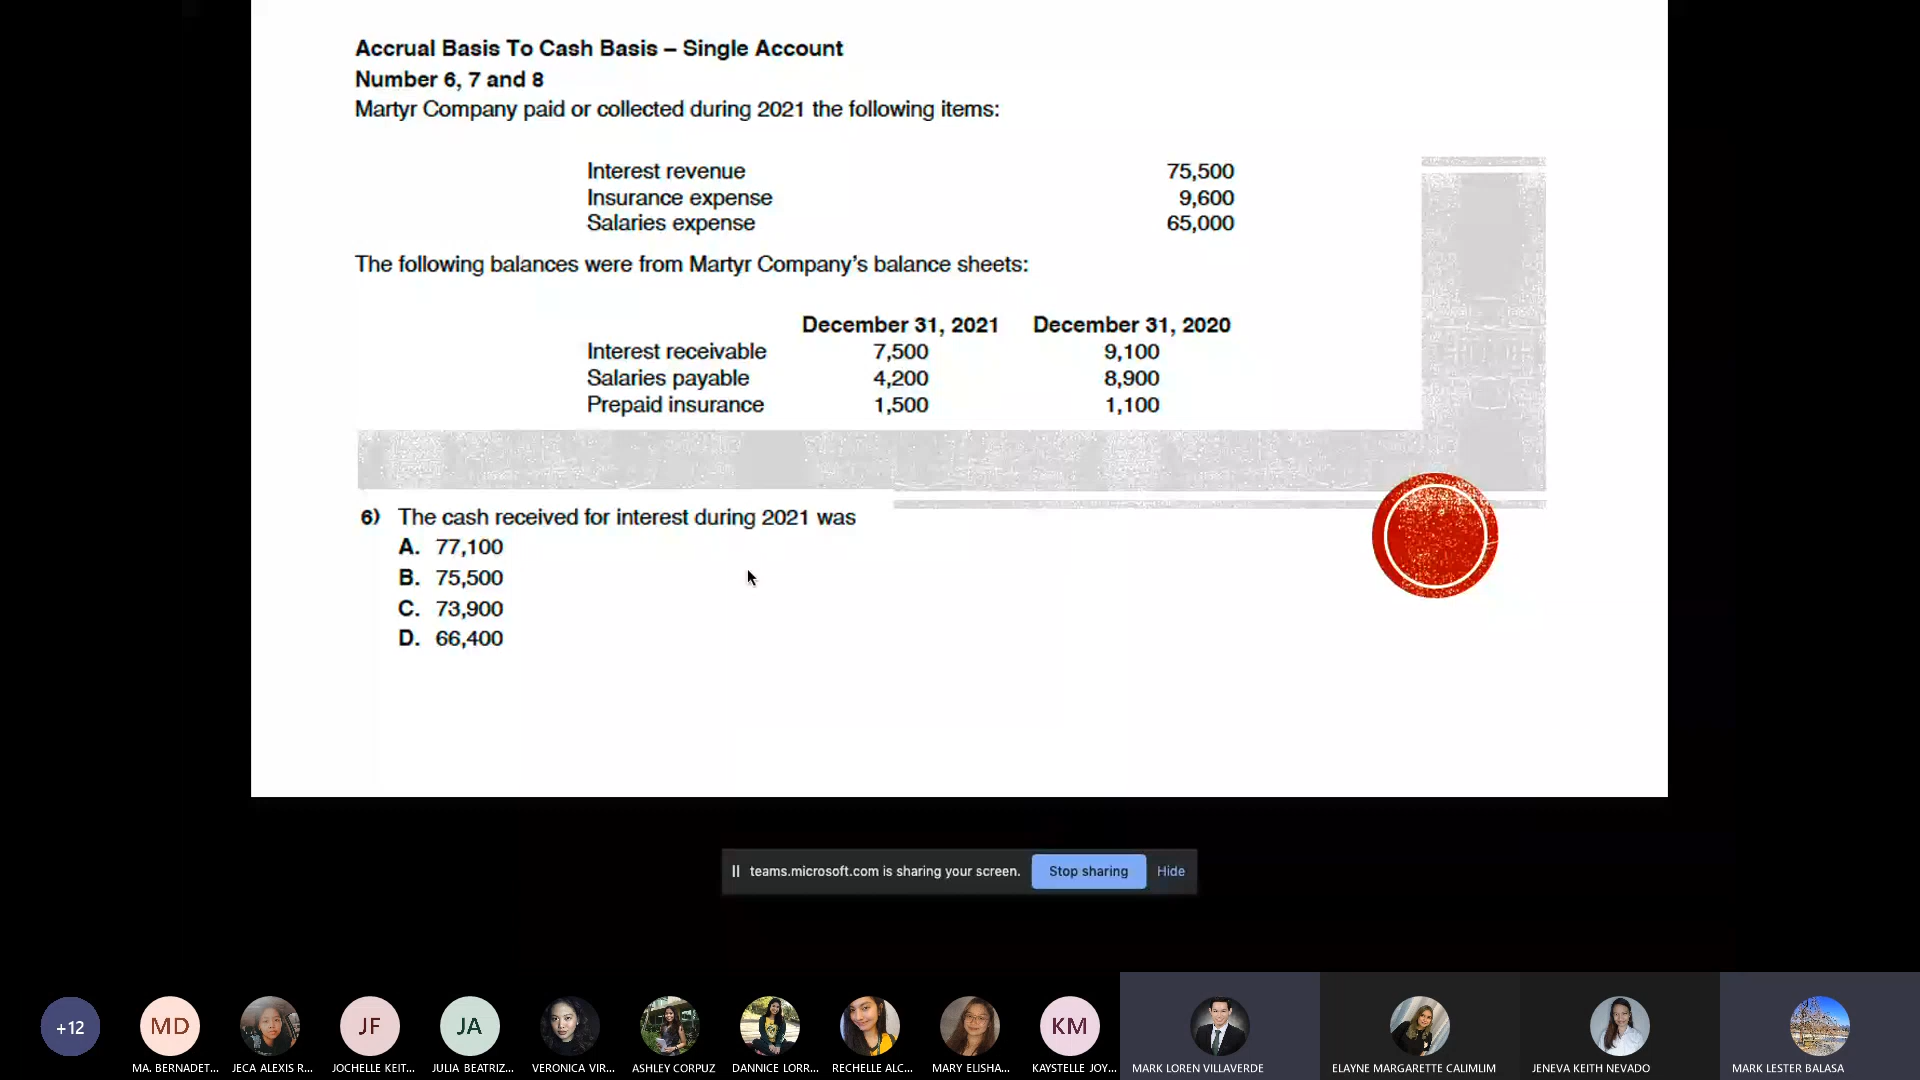 Accrual Basis To Cash Basis – Single Account
Number 6, 7 and 8
Martyr Company paid or collected during 2021 the following items:
Interest revenue 75,500
Insurance expense 9,600
Salaries expense 65,000
The following balances were from Martyr Company's balance sheets:
December 31, 2021 December 31, 2020
Interest receivable 7,500 9,100
Salaries payable 4,200 8,900
Prepaid insurance 1,500 1,100
6) The cash received for interest during 2021 was
A. 77,100
B. 75,500
C. 73,900
D. 66,400
teams.microsoft.com is sharing your screen. Stop sharing Hide
+12 MD JF JA KM
MA. BERNADET... JECA ALEXIS R... JOCHELLE KEIT... JULIA BEATRIZ... VERONICA VIR... ASHLEY CORPUZ DANNICE LORR... RECHELLE ALC... MARY ELISHA... KAYSTELLE JOY... MARK LOREN VILLAVERDE ELAYNE MARGARETTE CALIMLIM JENEVA KEITH NEVADO MARK LESTER BALASA